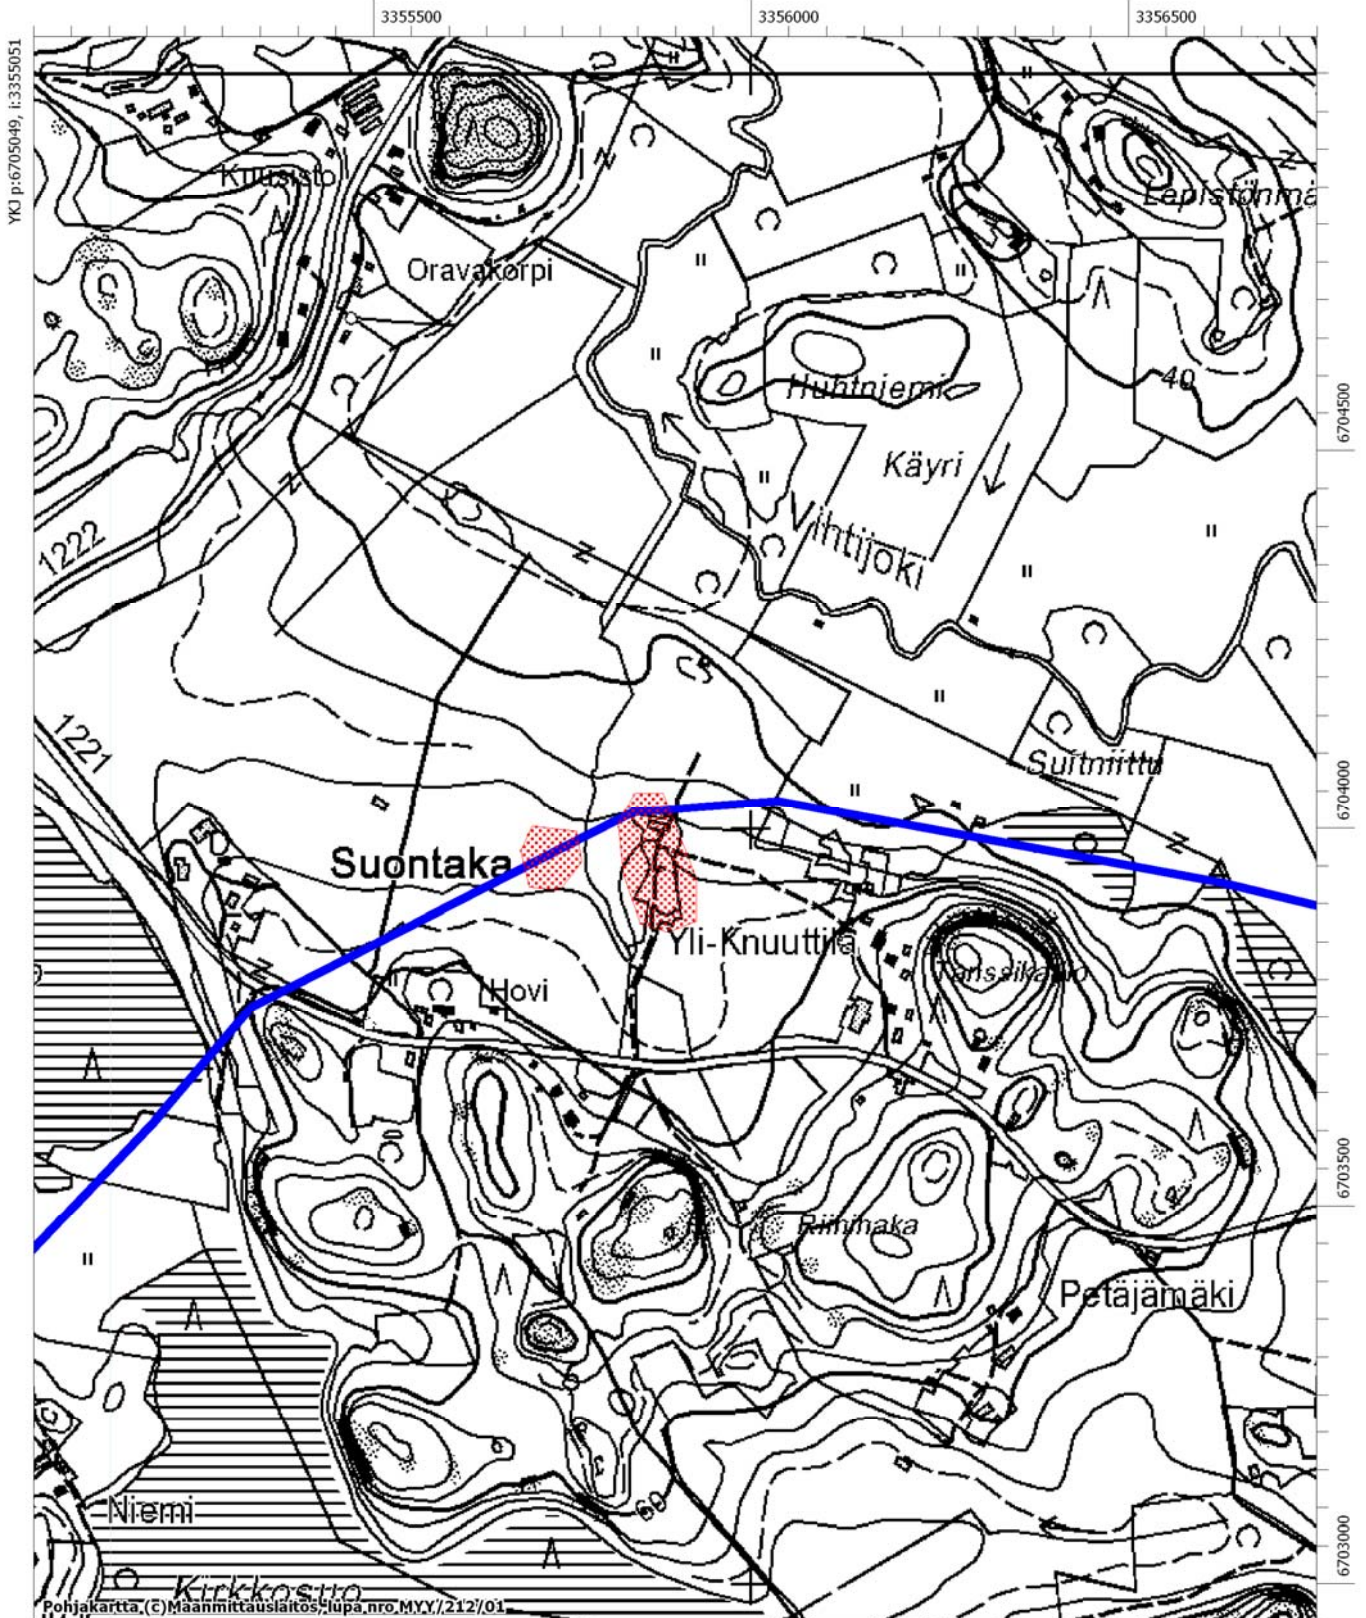 3355500
3356000
3356500
YKJ p:6705049, i:3355051
Kuusisto
Lepistönmä
Oravakorpi
40
Huhtniemi
6704500
Käyri
1222
Vihtijoki
1221
Suitniittu
6704000
Suontaka
Yli-Knuuttila
Tanssikallio
Hovi
6703500
Riihihaka
Petäjämäki
60
Niemi
6703000
Kirkkosuo
Pohjakartta (c)Maanmittauslaitos, lupa nro MYY/212/01